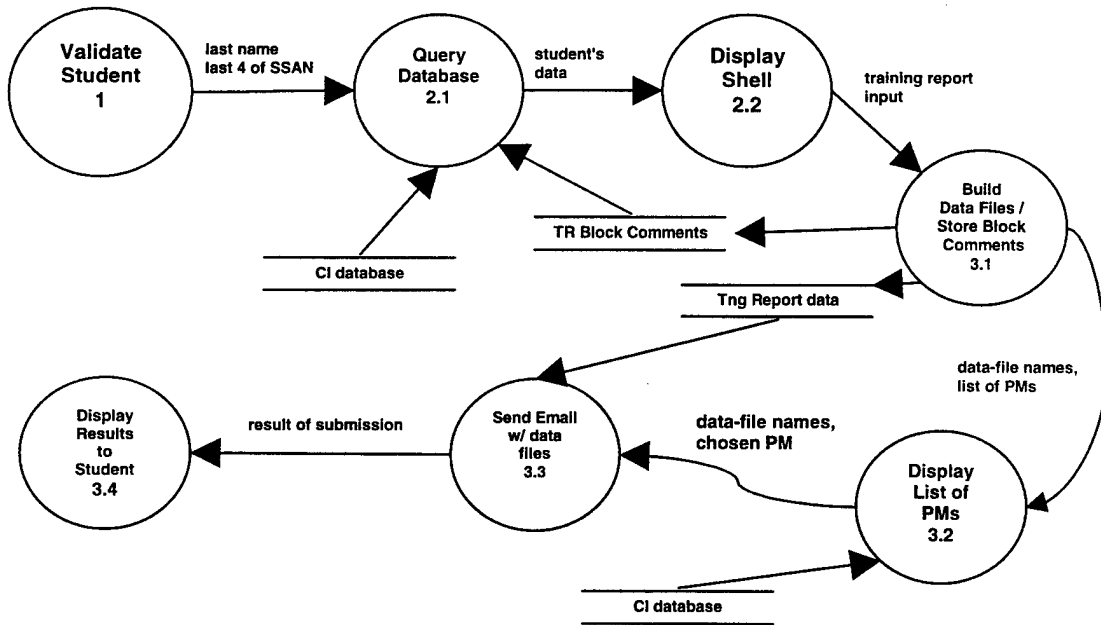 Validate
Student
1
last name
last 4 of SSAN
Query
Database
2.1
student's
data
Display
Shell
2.2
training report
input
Build
Data Files /
Store Block
Comments
3.1
TR Block Comments
CI database
Tng Report data
data-file names,
list of PMs
Display
Results
to
Student
3.4
result of submission
Send Email
w/ data
files
3.3
data-file names,
chosen PM
Display
List of
PMs
3.2
CI database